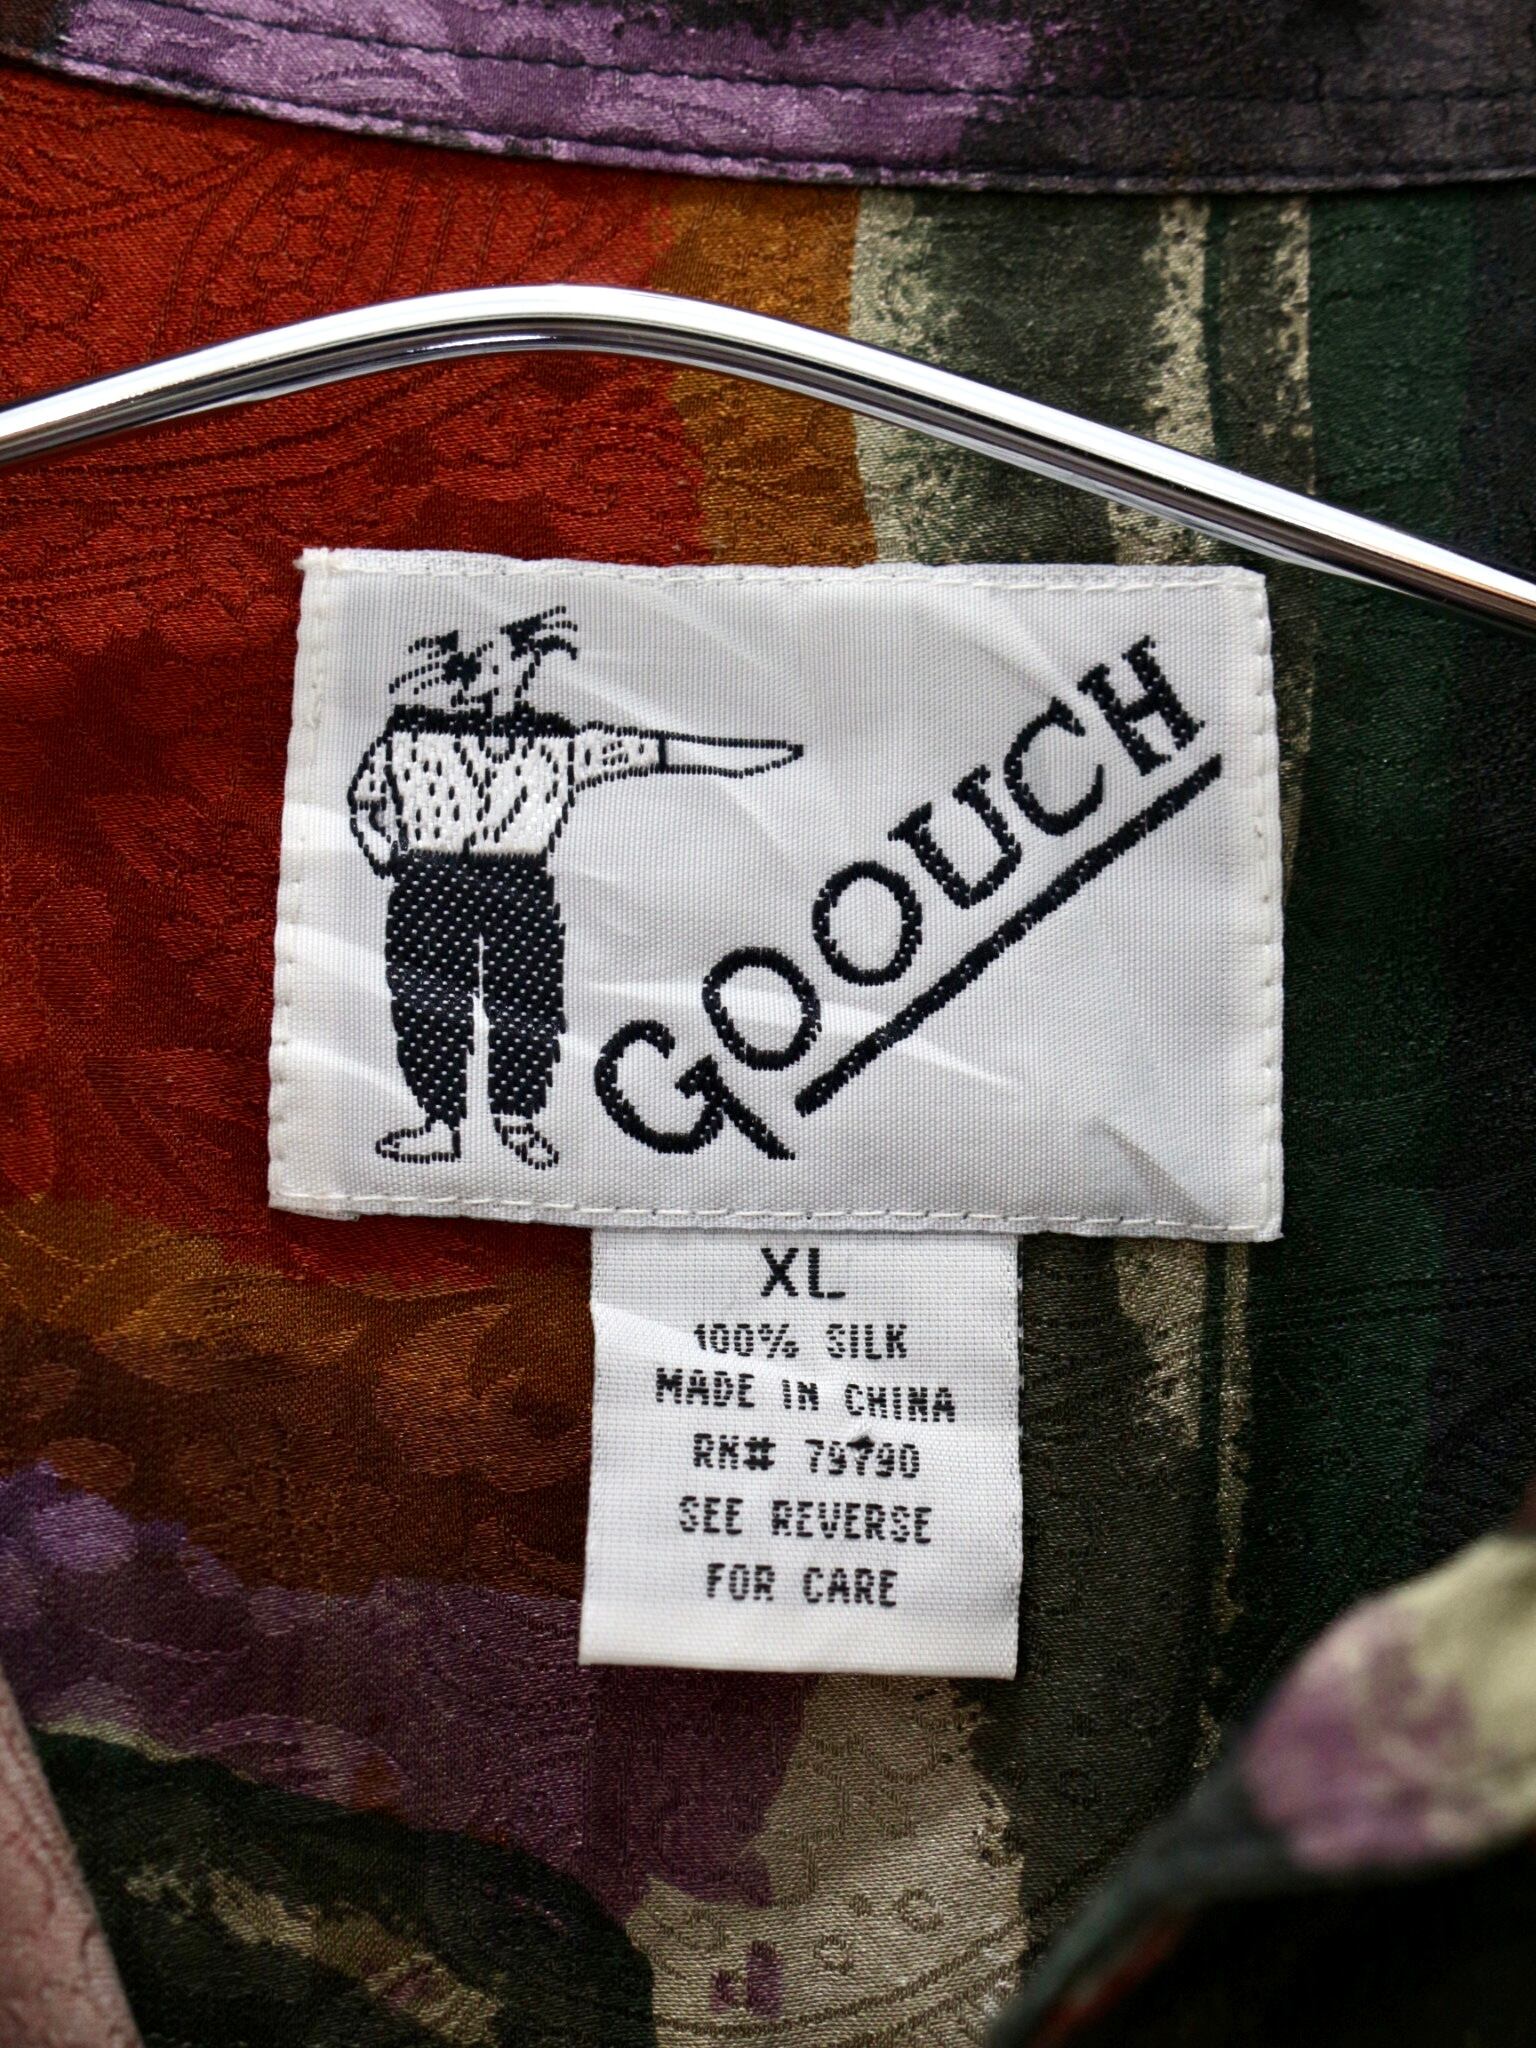 GOOUCH
XL
100% SILK
MADE IN CHINA
RN# 79790
SEE REVERSE
FOR CARE